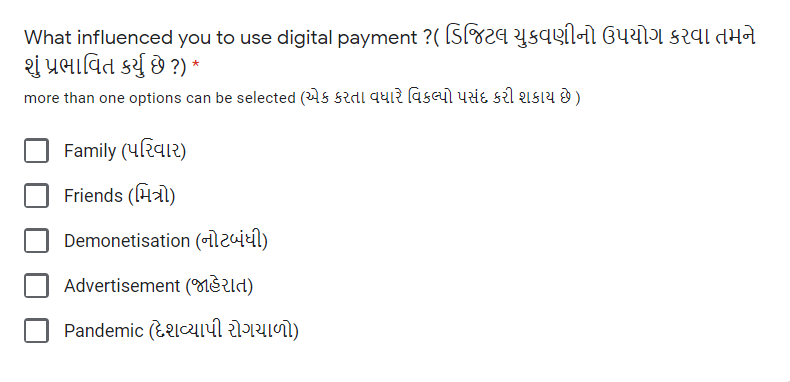 What influenced you to use digital payment ?( ડિજિટલ ચુકવણીનો ઉપયોગ કરવા તમને
શું પ્રભાવિત કર્યું છે ?) *
more than one options can be selected (એક કરતા વધારે વિકલ્પો પસંદ કરી શકાય છે )
Family (પરિવાર)
Friends (મિત્રો)
Demonetisation (નોટબંધી)
Advertisement (જાહેરાત)
Pandemic (દેશવ્યાપી રોગચાળો)